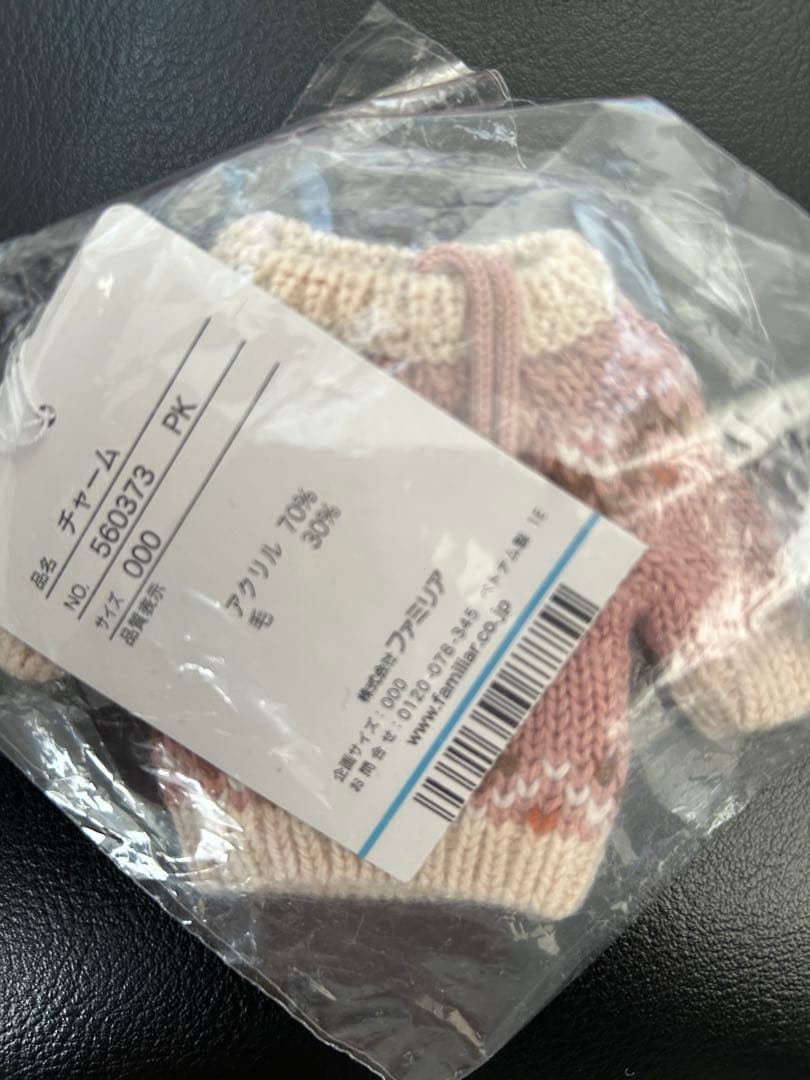 品名 チャーム
NO. 560373 PK
サイズ 000
品質表示
アクリル 70%
毛 30%
株式会社 ファミリア
企画サイズ:000
お問合せ:0120-078-345 ベトナム製 1E
www.familiar.co.jp